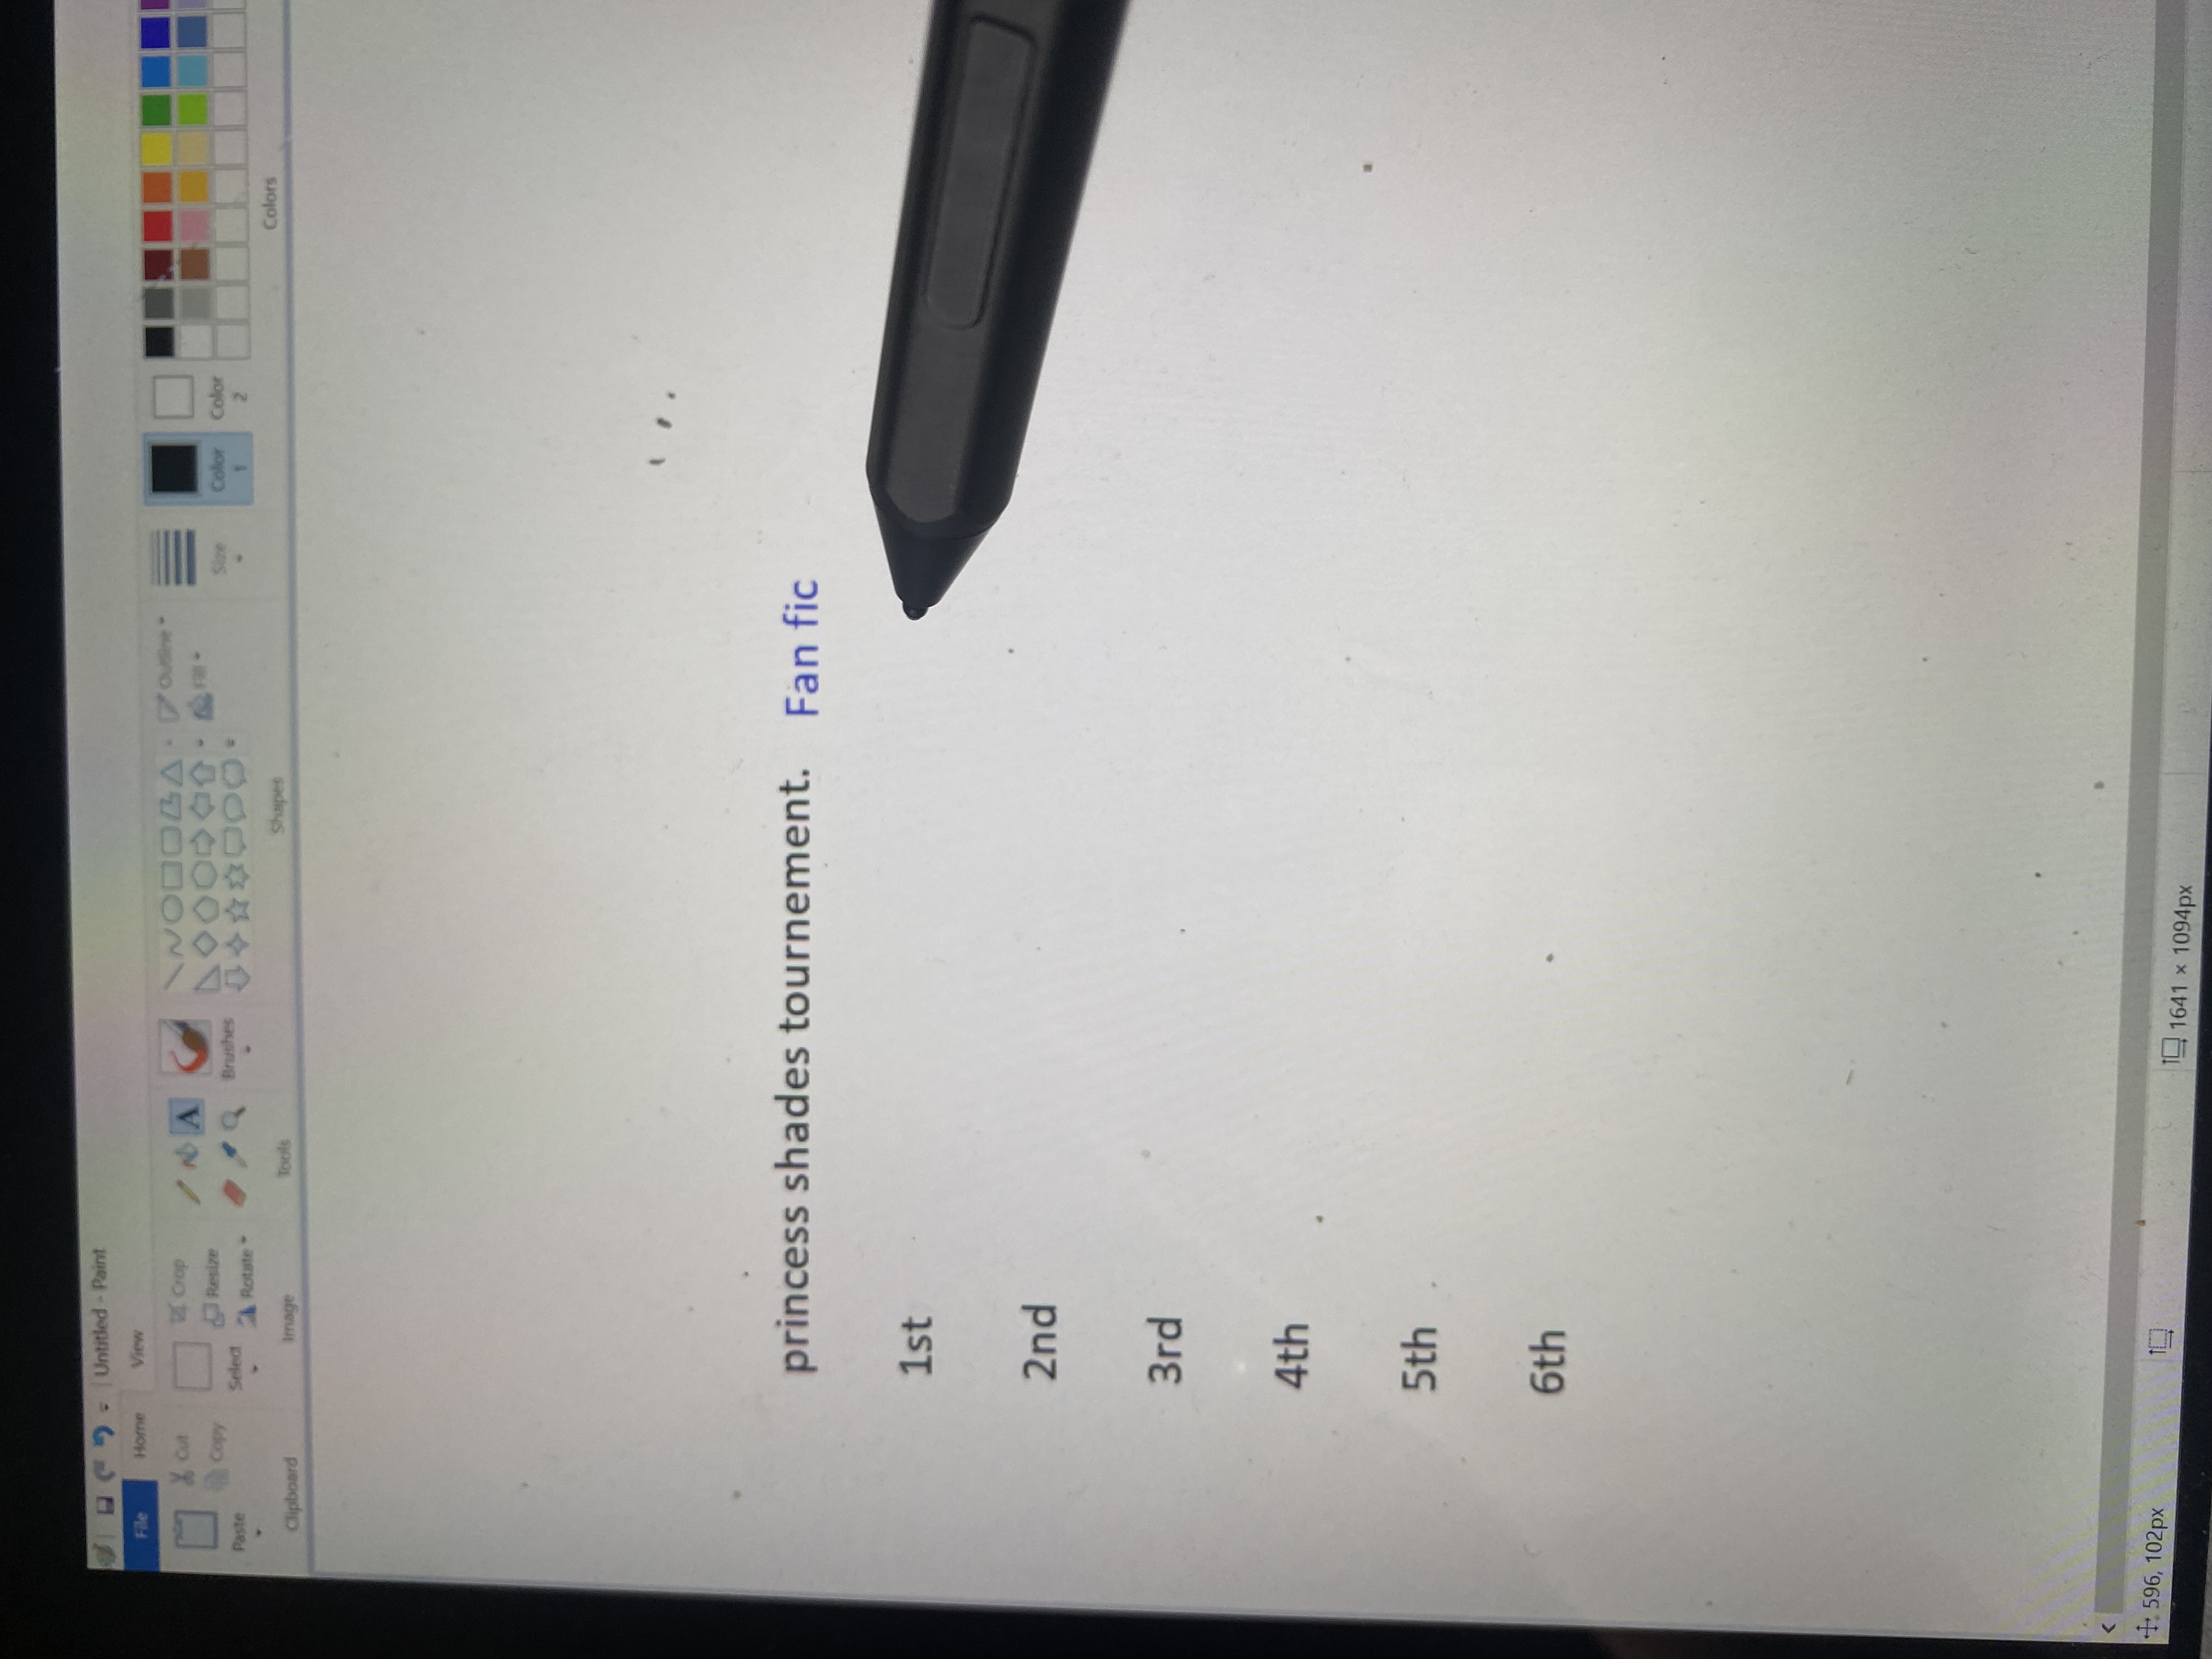 Untitled - Paint
File Home View
Paste Cut Copy Clipboard
Select Crop Resize Rotate Image
A Tools
Brushes
Shapes
Outline Fill
Size
Color 1 Color 2
Colors
princess shades tournement. Fan fic
1st
2nd
3rd
4th
5th
6th
596, 102px
1641 × 1094px